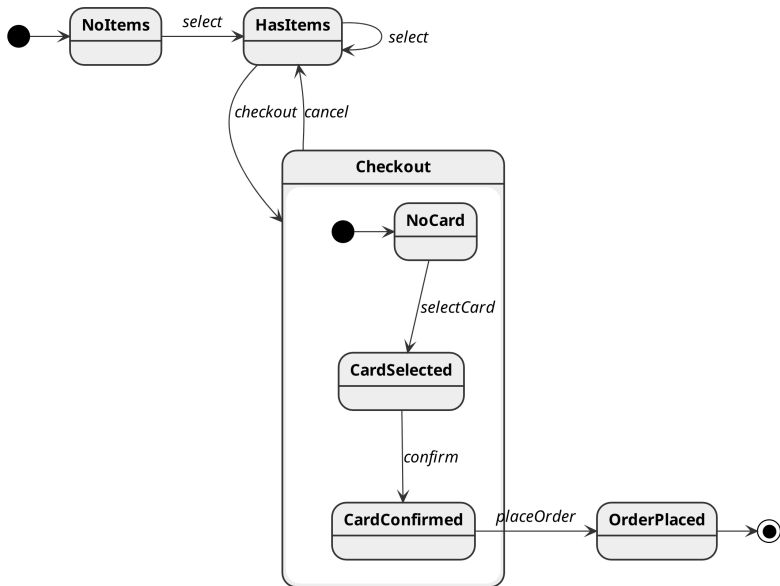 NoItems
select
HasItems
select
checkout
cancel
Checkout
NoCard
selectCard
CardSelected
confirm
CardConfirmed
placeOrder
OrderPlaced